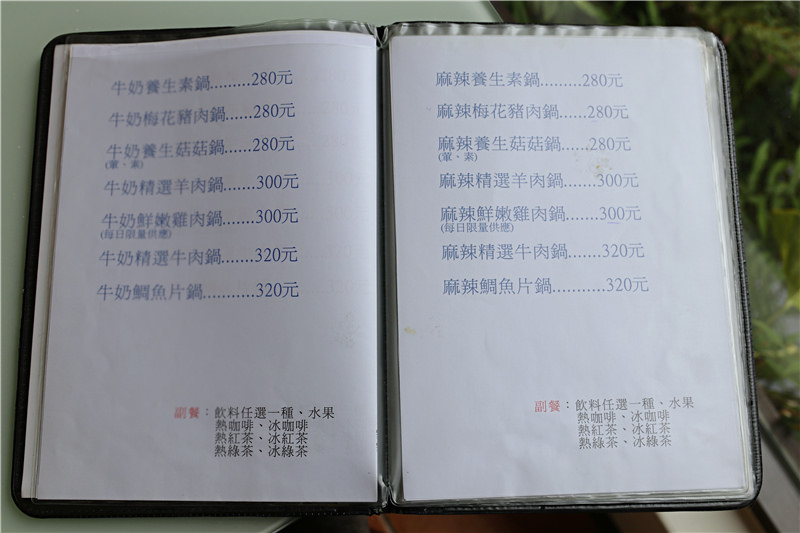 牛奶養生素鍋.........280元
牛奶梅花豬肉鍋......280元
牛奶養生菇菇鍋......280元
(葷，素)
牛奶精選羊肉鍋.......300元
牛奶鮮嫩雞肉鍋.......300元
(每日限量供應)
牛奶精選牛肉鍋.......320元
牛奶鯛魚片鍋...........320元
副餐：飲料任選一種、水果
熱咖啡、冰咖啡
熱紅茶、冰紅茶
熱綠茶、冰綠茶
麻辣養生素鍋.........280元
麻辣梅花豬肉鍋......280元
麻辣養生菇菇鍋......280元
(葷，素)
麻辣精選羊肉鍋.......300元
麻辣鮮嫩雞肉鍋.......300元
(每日限量供應)
麻辣精選牛肉鍋.......320元
麻辣鯛魚片鍋...........320元
副餐：飲料任選一種、水果
熱咖啡、冰咖啡
熱紅茶、冰紅茶
熱綠茶、冰綠茶